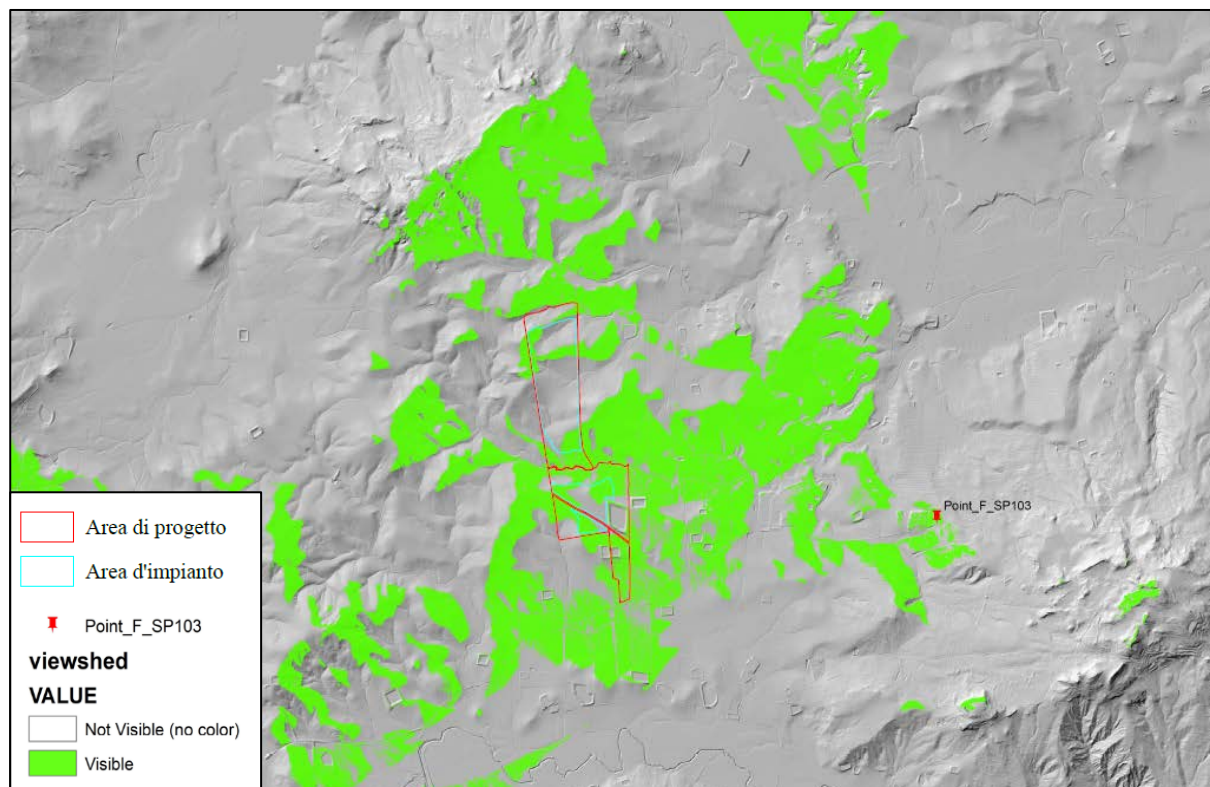 Point_F_SP103
Area di progetto
Area d'impianto
Point_F_SP103
viewshed
VALUE
Not Visible (no color)
Visible